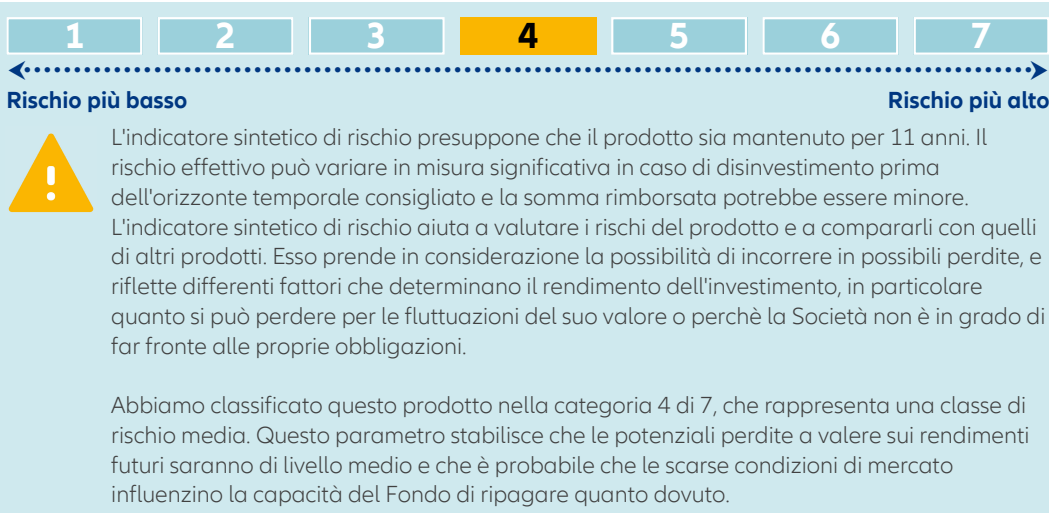 1 2 3 4 5 6 7
Rischio più basso Rischio più alto
L'indicatore sintetico di rischio presuppone che il prodotto sia mantenuto per 11 anni. Il
rischio effettivo può variare in misura significativa in caso di disinvestimento prima
dell'orizzonte temporale consigliato e la somma rimborsata potrebbe essere minore.
L'indicatore sintetico di rischio aiuta a valutare i rischi del prodotto e a compararli con quelli
di altri prodotti. Esso prende in considerazione la possibilità di incorrere in possibili perdite, e
riflette differenti fattori che determinano il rendimento dell'investimento, in particolare
quanto si può perdere per le fluttuazioni del suo valore o perchè la Società non è in grado di
far fronte alle proprie obbligazioni.
Abbiamo classificato questo prodotto nella categoria 4 di 7, che rappresenta una classe di
rischio media. Questo parametro stabilisce che le potenziali perdite a valere sui rendimenti
futuri saranno di livello medio e che è probabile che le scarse condizioni di mercato
influenzino la capacità del Fondo di ripagare quanto dovuto.